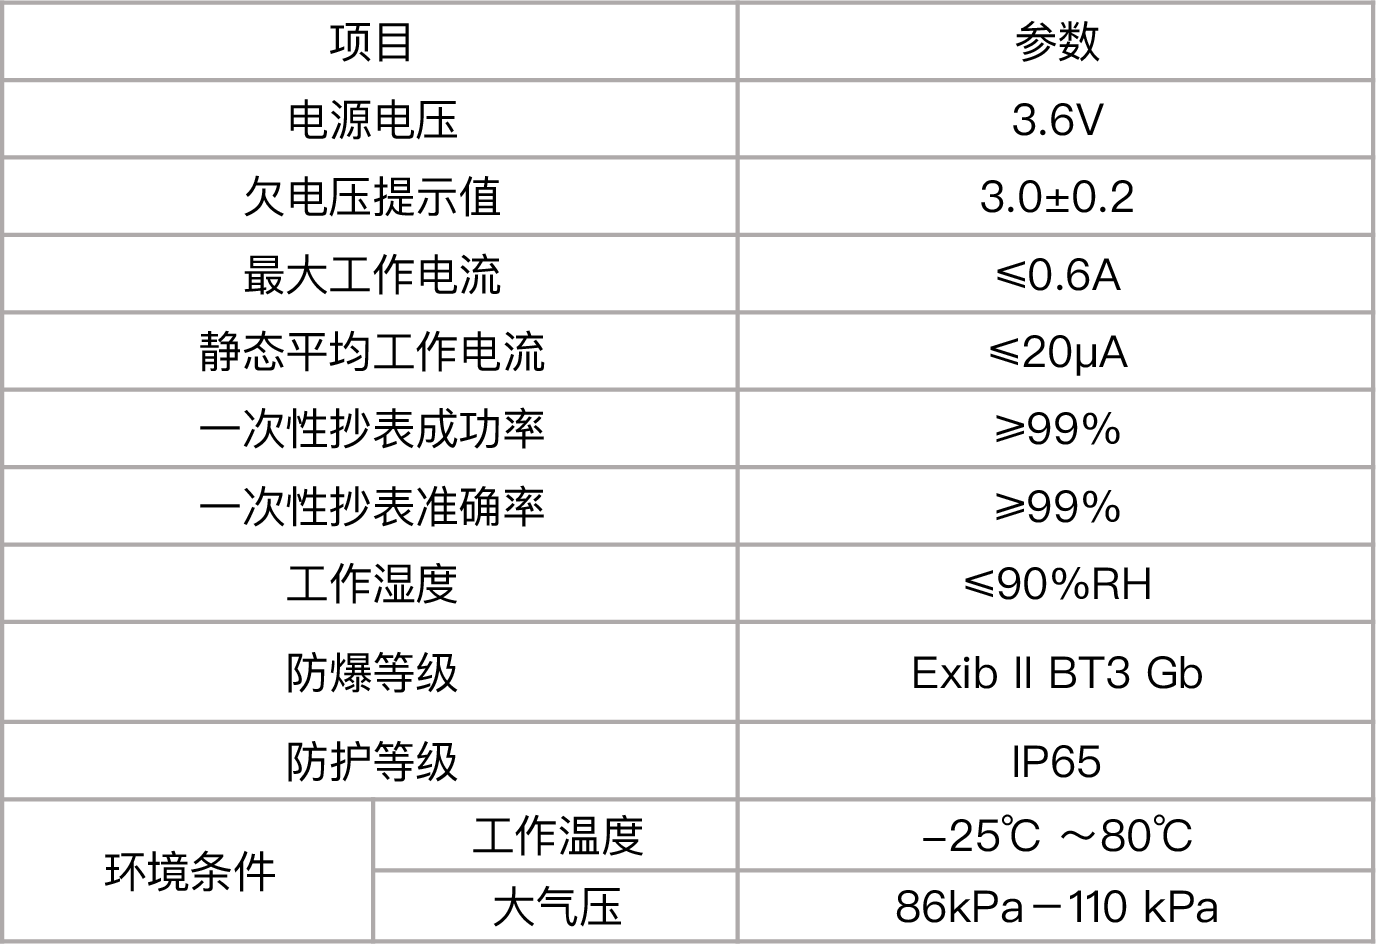 项目 参数
电源电压 3.6V
欠电压提示值 3.0±0.2
最大工作电流 ≤0.6A
静态平均工作电流 ≤20μA
一次性抄表成功率 ≥99%
一次性抄表准确率 ≥99%
工作湿度 ≤90%RH
防爆等级 Exib II BT3 Gb
防护等级 IP65
环境条件 工作温度 -25℃ ～80℃
大气压 86kPa－110 kPa